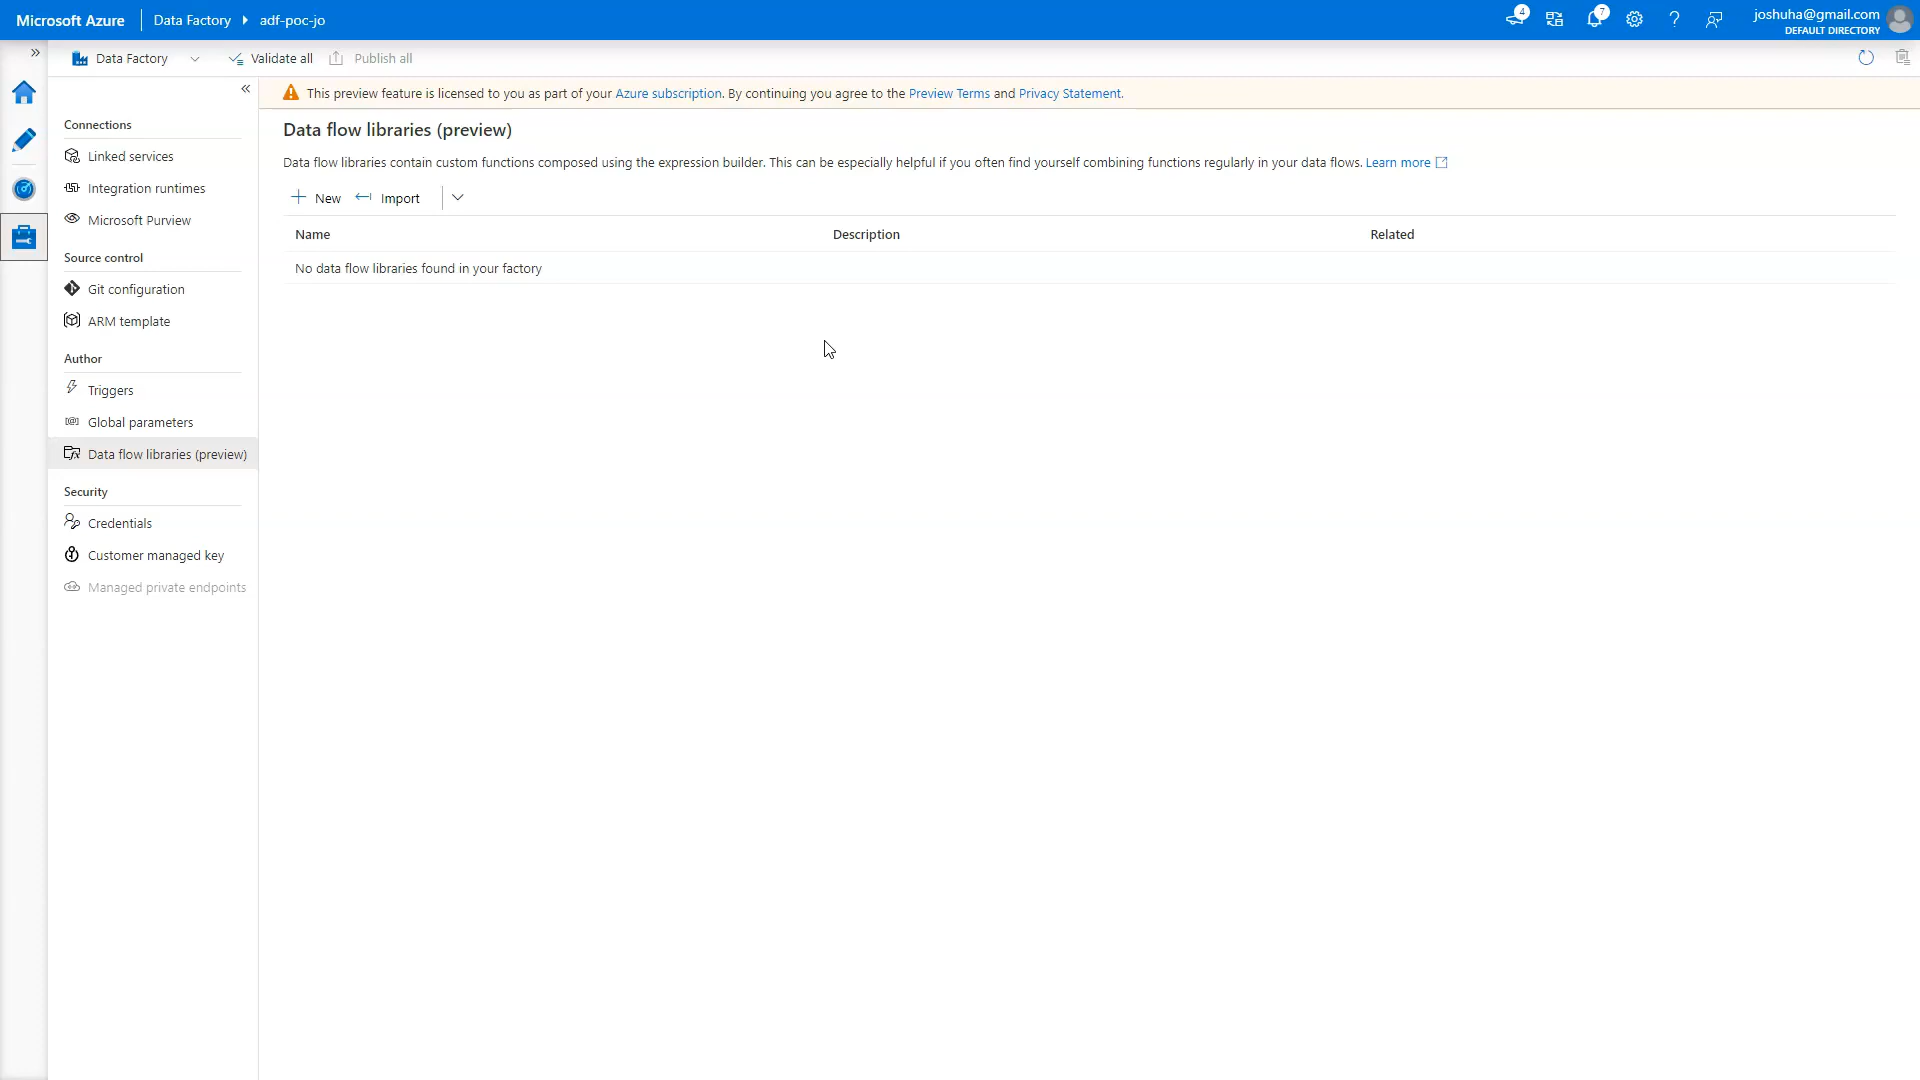 Microsoft Azure Data Factory adf-poc-jo 4 7 joshuha@gmail.com
DEFAULT DIRECTORY
Data Factory Validate all Publish all
This preview feature is licensed to you as part of your Azure subscription. By continuing you agree to the Preview Terms and Privacy Statement.
Connections
Linked services
Integration runtimes
Microsoft Purview
Source control
Git configuration
ARM template
Author
Triggers
Global parameters
Data flow libraries (preview)
Security
Credentials
Customer managed key
Managed private endpoints
Data flow libraries (preview)
Data flow libraries contain custom functions composed using the expression builder. This can be especially helpful if you often find yourself combining functions regularly in your data flows. Learn more
New Import
Name Description Related
No data flow libraries found in your factory